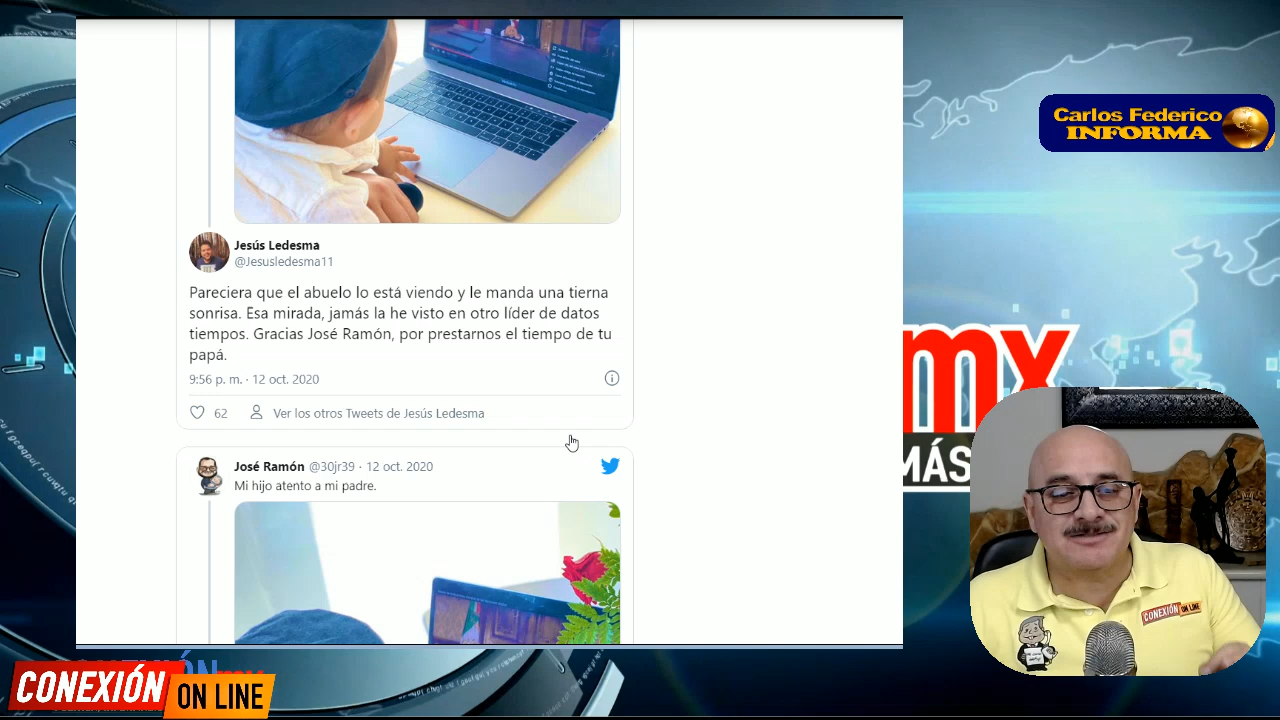 Carlos Federico
INFORMA
Jesús Ledesma
@Jesusledesma11
Pareciera que el abuelo lo está viendo y le manda una tierna
sonrisa. Esa mirada, jamás la he visto en otro líder de datos
tiempos. Gracias José Ramón, por prestarnos el tiempo de tu
papá.
9:56 p. m. · 12 oct. 2020
62
Ver los otros Tweets de Jesús Ledesma
José Ramón @30jr39 · 12 oct. 2020
Mi hijo atento a mi padre.
mx
MÁS
CONEXIÓN ON LINE
CONEXIÓN ON LINE